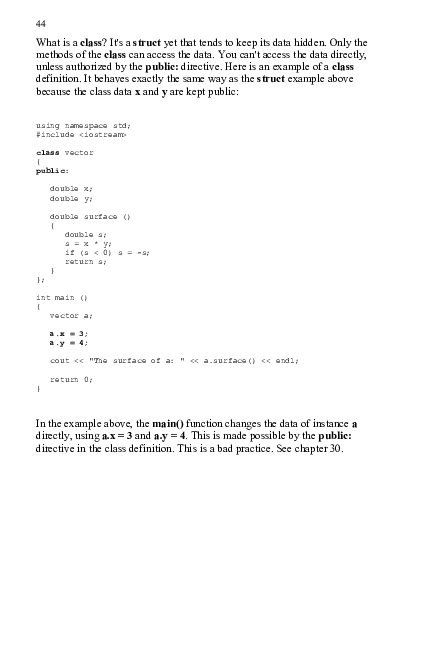 44
What is a class? It's a struct yet that tends to keep its data hidden. Only the
methods of the class can access the data. You can't access the data directly,
unless authorized by the public: directive. Here is an example of a class
definition. It behaves exactly the same way as the struct example above
because the class data x and y are kept public:
using namespace std;
#include <iostream>
class vector
{
public:
double x;
double y;
double surface ()
{
double s;
s = x * y;
if (s < 0) s = -s;
return s;
}
};
int main ()
{
vector a;
a.x = 3;
a.y = 4;
cout << "The surface of a: " << a.surface() << endl;
return 0;
}
In the example above, the main() function changes the data of instance a
directly, using a.x = 3 and a.y = 4. This is made possible by the public:
directive in the class definition. This is a bad practice. See chapter 30.